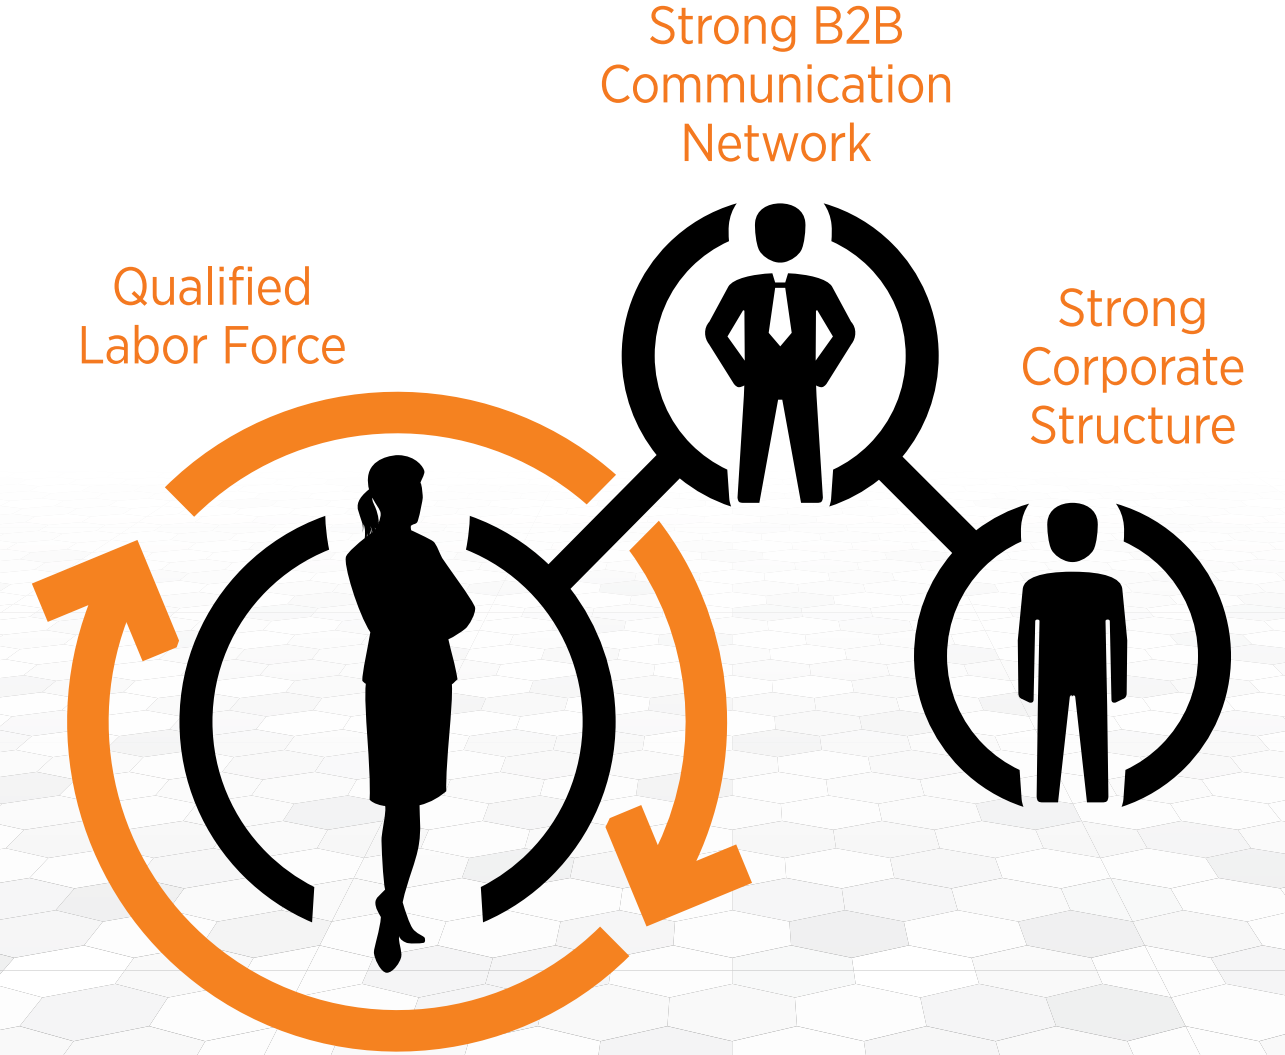 Strong B2B
Communication
Network
Qualified
Labor Force
Strong
Corporate
Structure